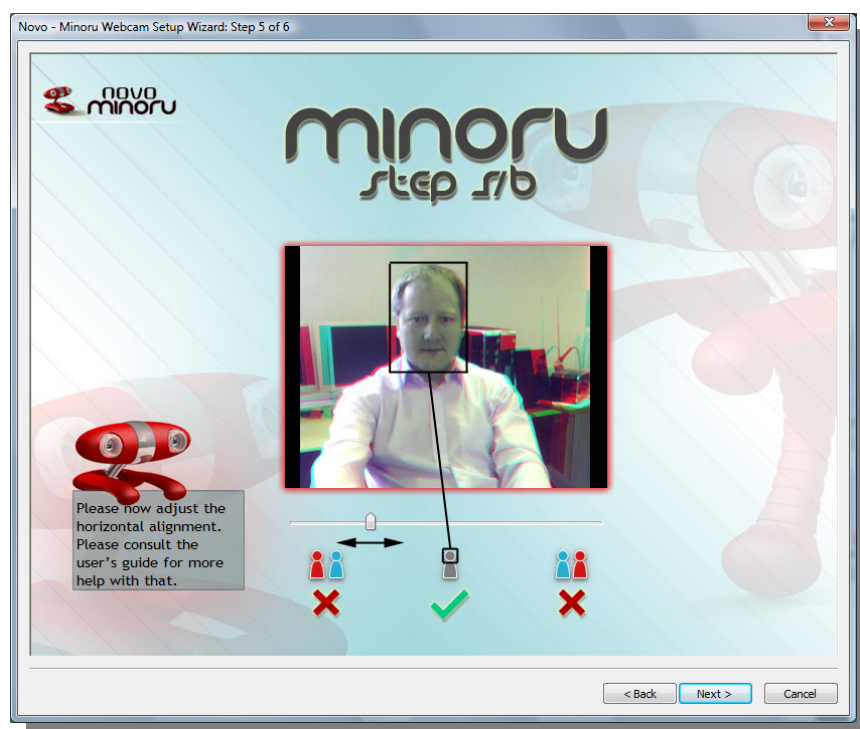 Novo - Minoru Webcam Setup Wizard: Step 5 of 6
novo
minoru
minoru
step 5/6
Please now adjust the
horizontal alignment.
Please consult the
user's guide for more
help with that.
< Back
Next >
Cancel